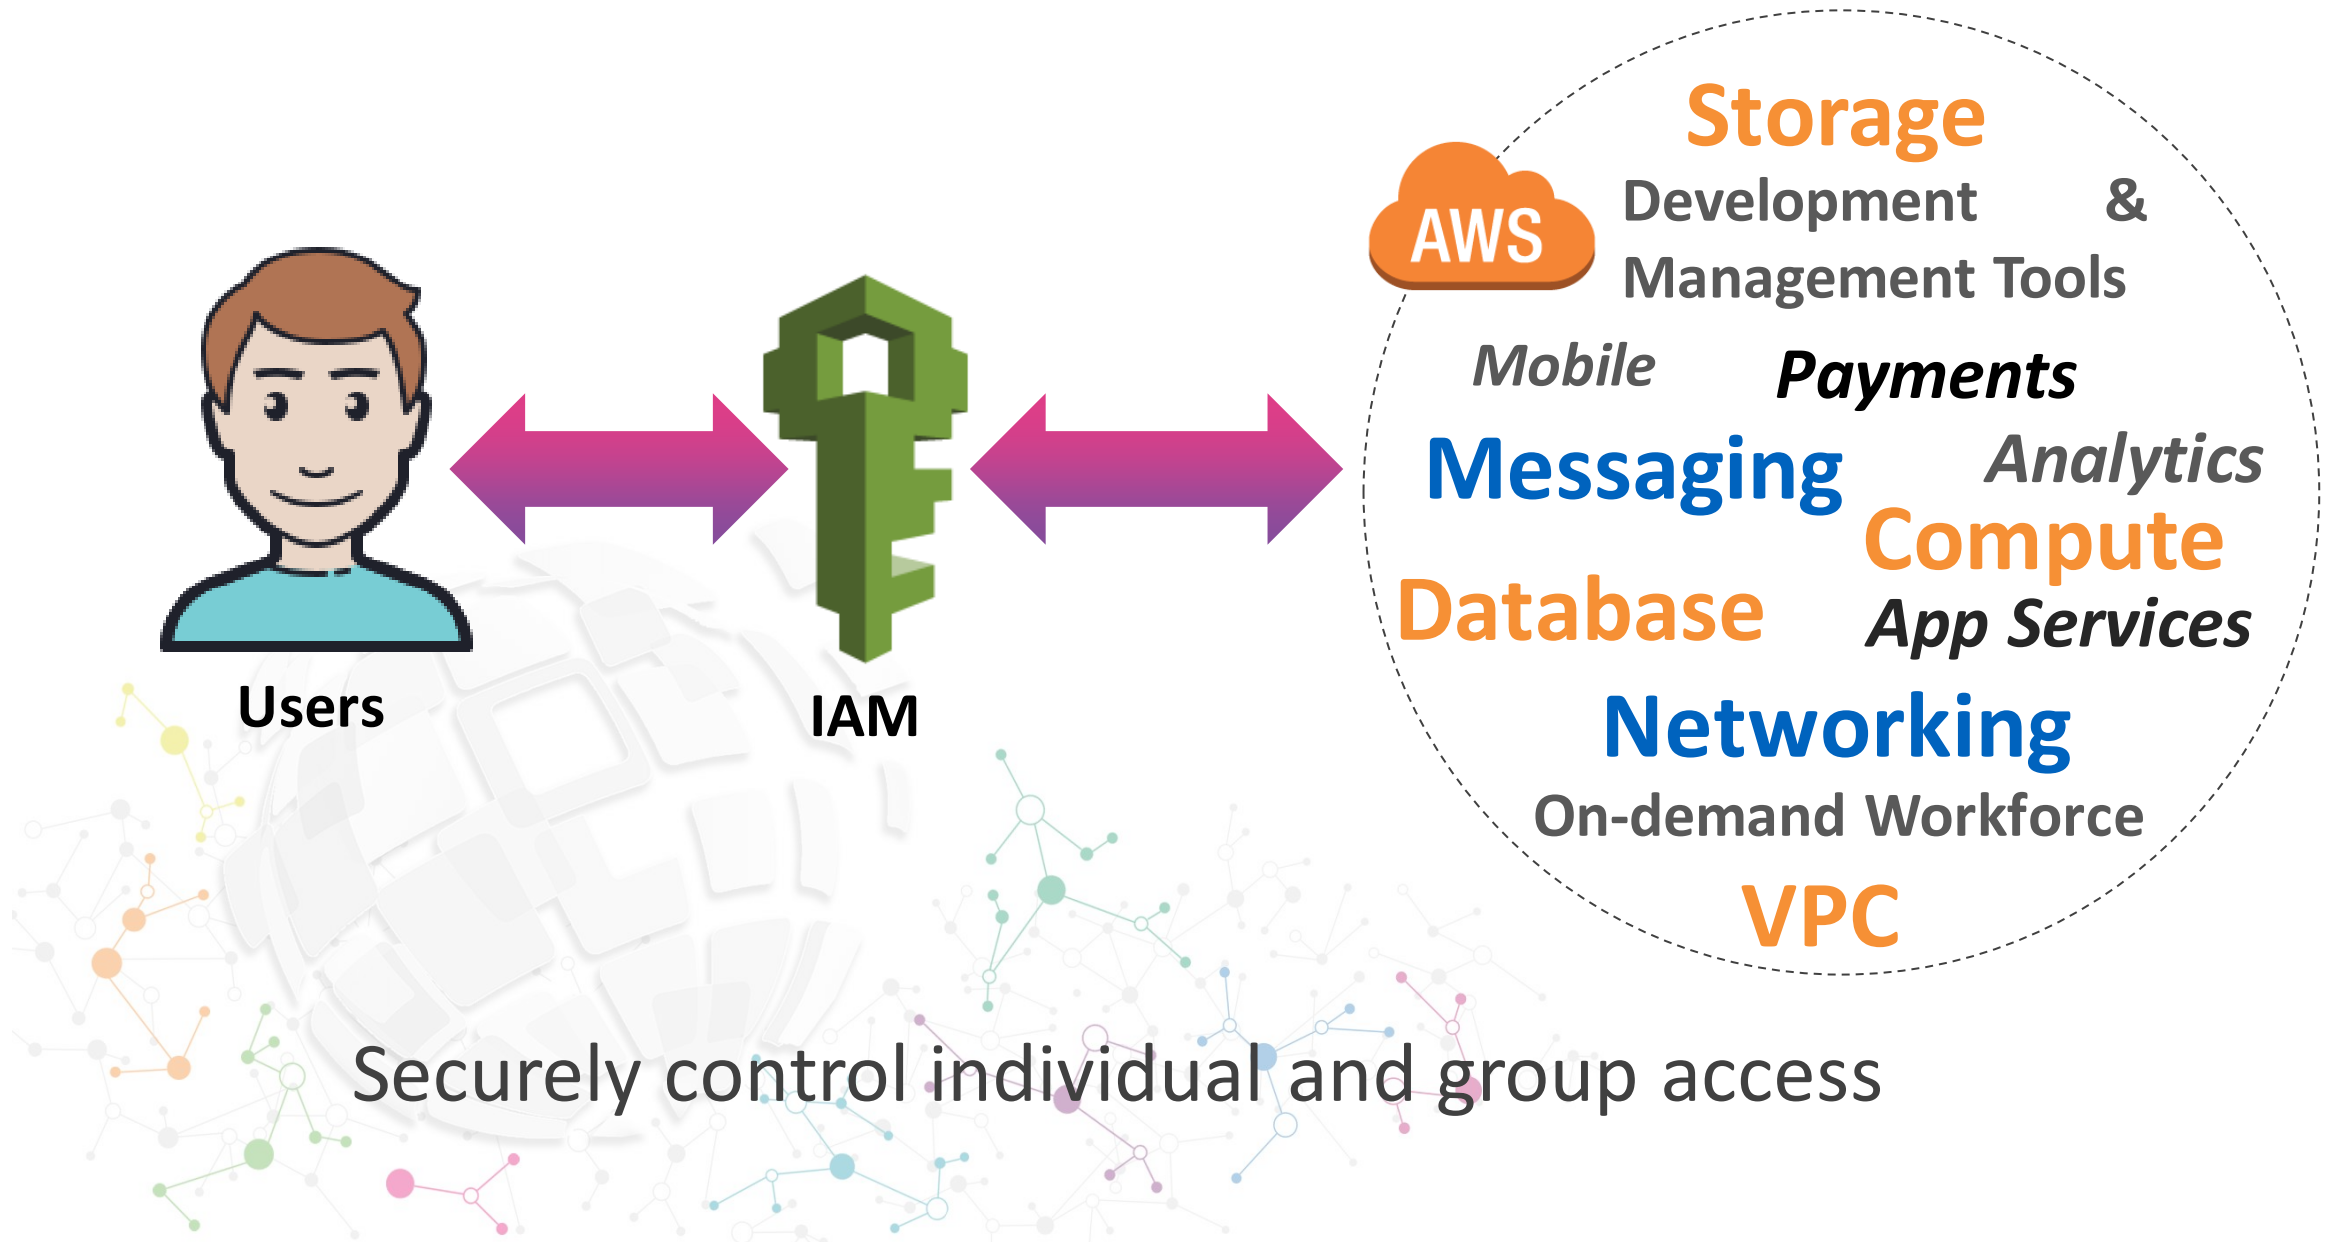 Storage
AWS
Development &
Management Tools
Mobile
Payments
Messaging
Analytics
Compute
Database
App Services
Users
IAM
Networking
On-demand Workforce
VPC
Securely control individual and group access